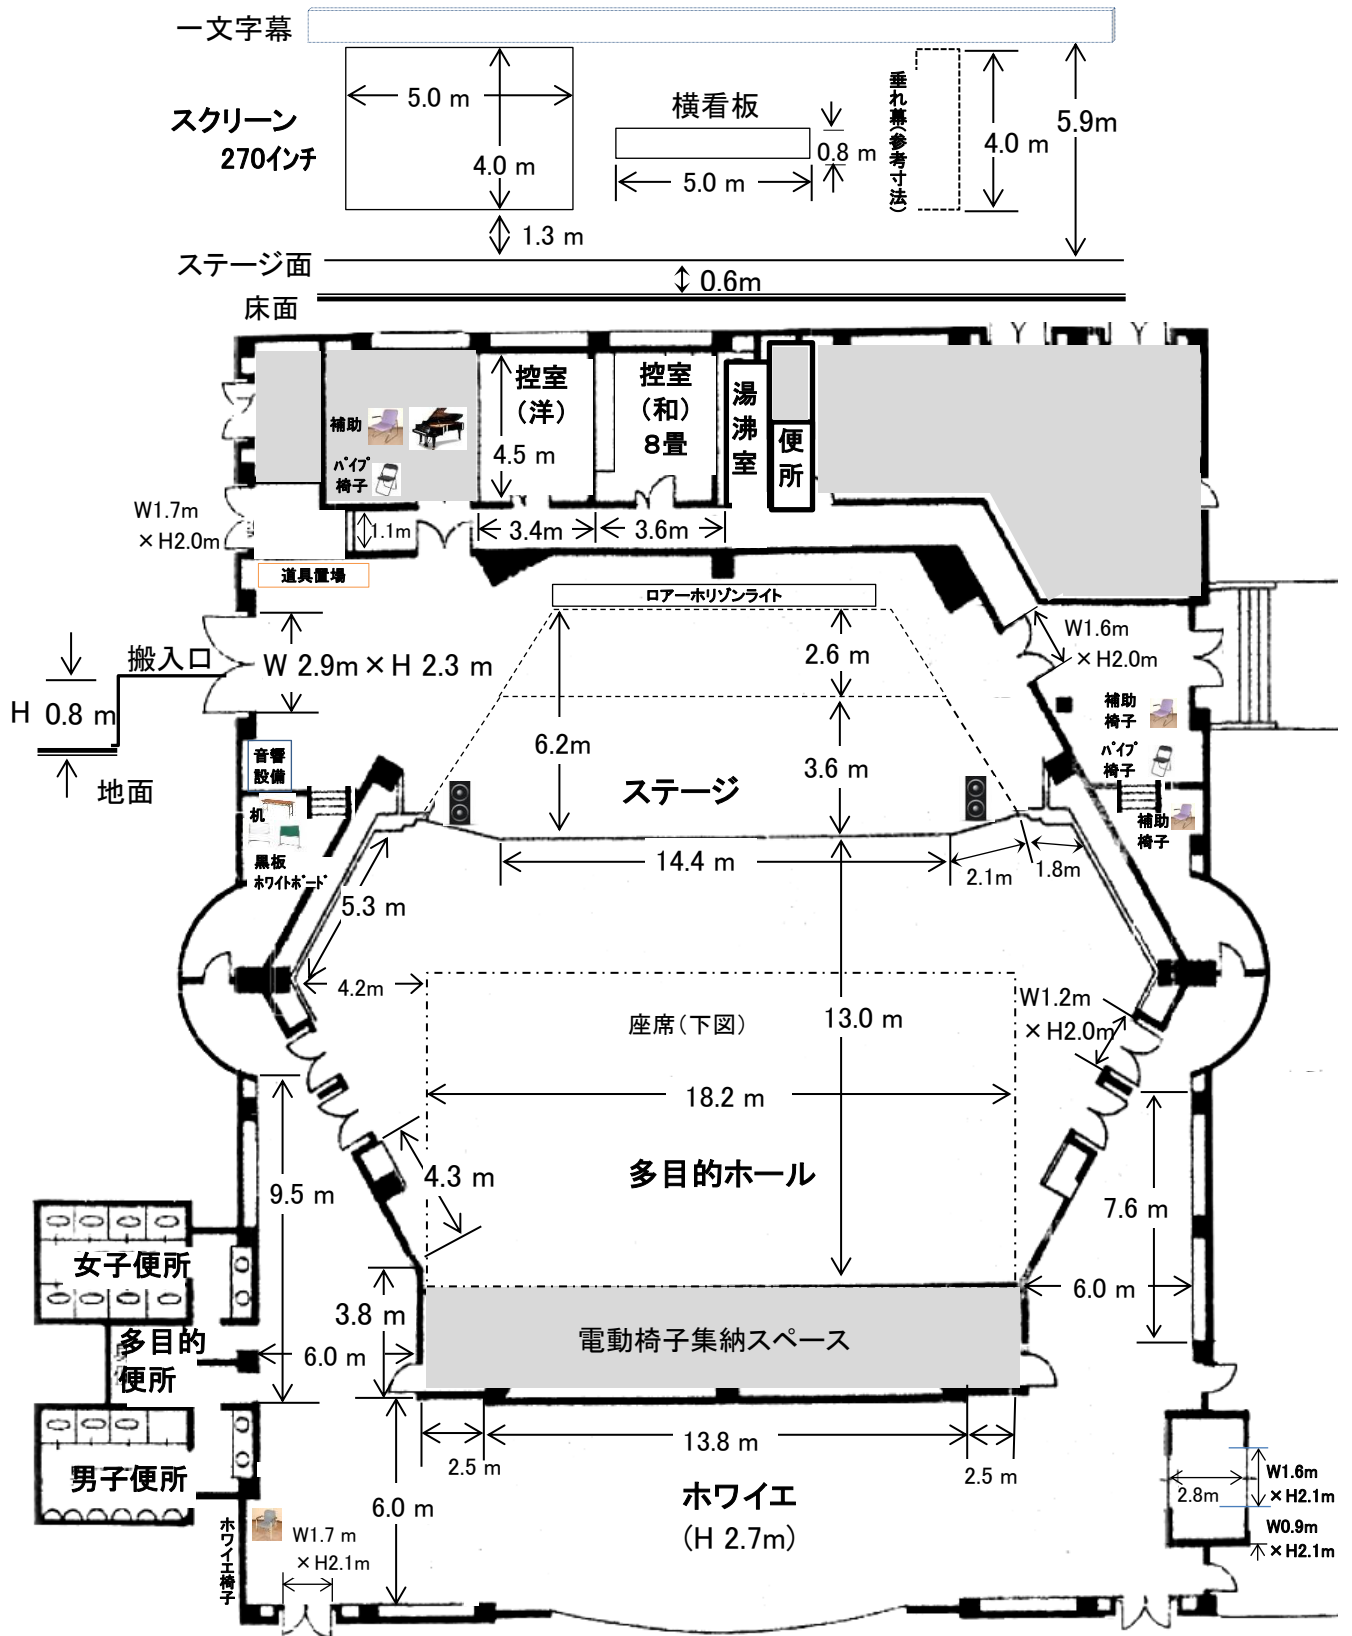 一文字幕
5.0 m
スクリーン
270インチ
4.0 m
1.3 m
横看板
0.8 m
5.0 m
垂れ幕(参考寸法)
4.0 m
5.9m
ステージ面
0.6m
床面
控室
(洋)
4.5 m
控室
(和)
8畳
湯沸室
便所
補助
パイプ
椅子
W1.7m
×H2.0m
1.1m
3.4m
3.6m
道具置場
ロアーホリゾンライト
搬入口
W 2.9m×H 2.3 m
H 0.8 m
地面
2.6 m
6.2m
3.6 m
W1.6m
×H2.0m
補助
椅子
パイプ
椅子
補助
椅子
音響
設備
机
黒板
ホワイトボード
ステージ
14.4 m
2.1m
1.8m
5.3 m
4.2m
座席(下図)
13.0 m
W1.2m
×H2.0m
18.2 m
多目的ホール
4.3 m
9.5 m
7.6 m
女子便所
多目的
便所
男子便所
3.8 m
6.0 m
6.0 m
電動椅子集納スペース
2.5 m
13.8 m
2.5 m
6.0 m
ホワイエ
(H 2.7m)
ホワイエ椅子
W1.7 m
×H2.1m
2.8m
W1.6m
×H2.1m
W0.9m
×H2.1m